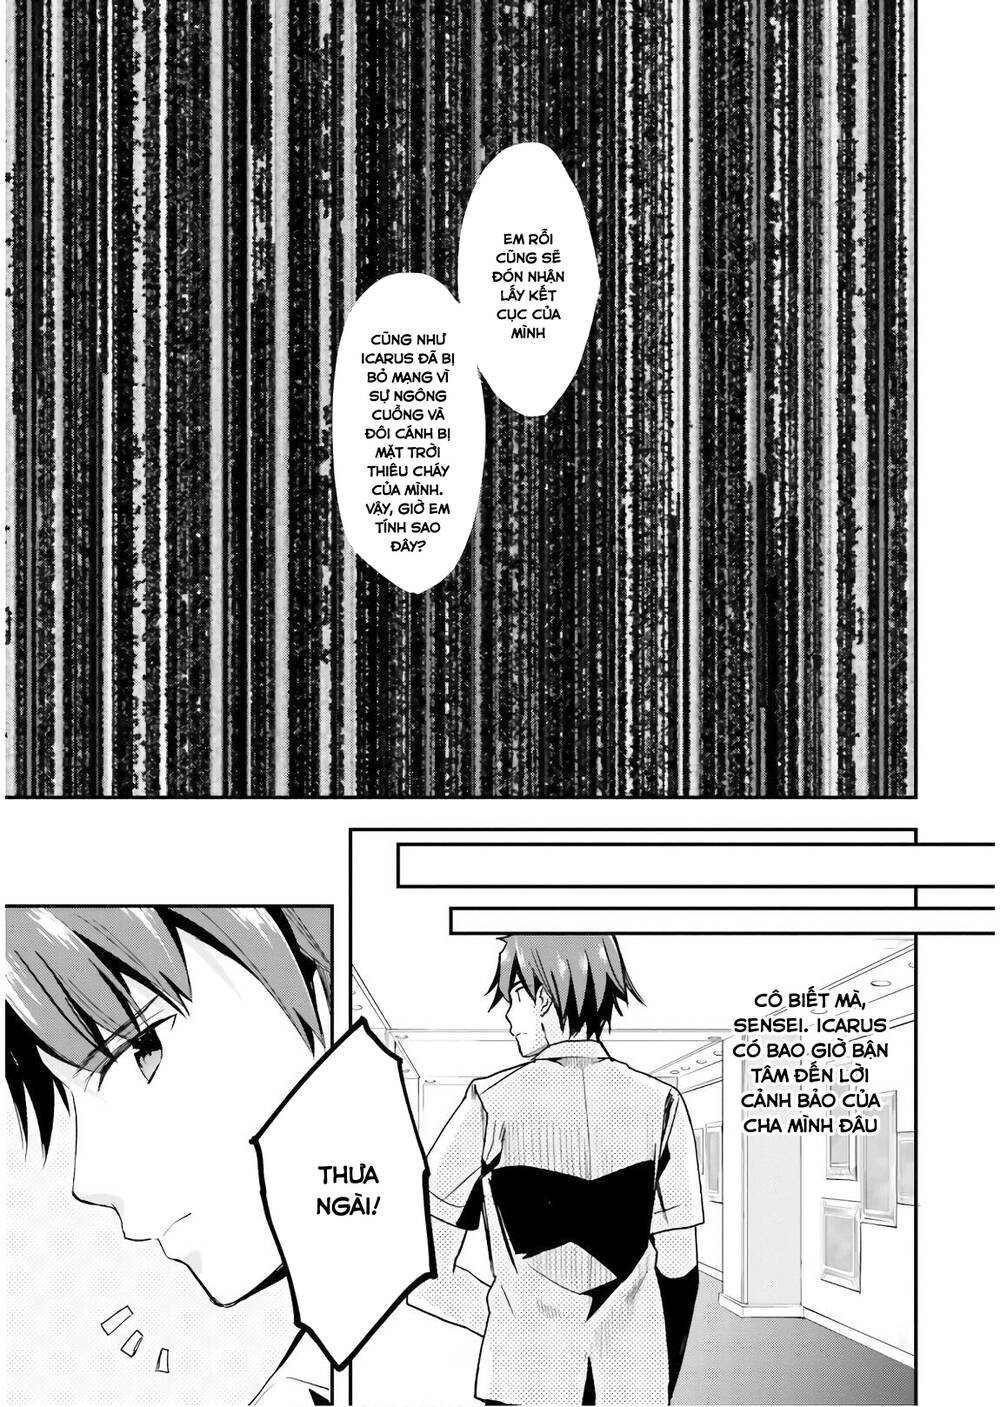 EM RỒI
CŨNG SẼ
ĐÓN NHẬN
LẤY KẾT
CỤC CỦA
MÌNH
CŨNG NHƯ
ICARUS ĐÃ BỊ
BỎ MẠNG VÌ
SỰ NGÔNG
CUỒNG VÀ
ĐÔI CÁNH BỊ
MẶT TRỜI
THIÊU CHÁY
CỦA MÌNH.
VẬY, GIỜ EM
TÍNH SAO
ĐÂY?
CÔ BIẾT MÀ,
SENSEI. ICARUS
CÓ BAO GIỜ BẬN
TÂM ĐẾN LỜI
CẢNH BẢO CỦA
CHA MÌNH ĐÂU
THƯA
NGÀI!